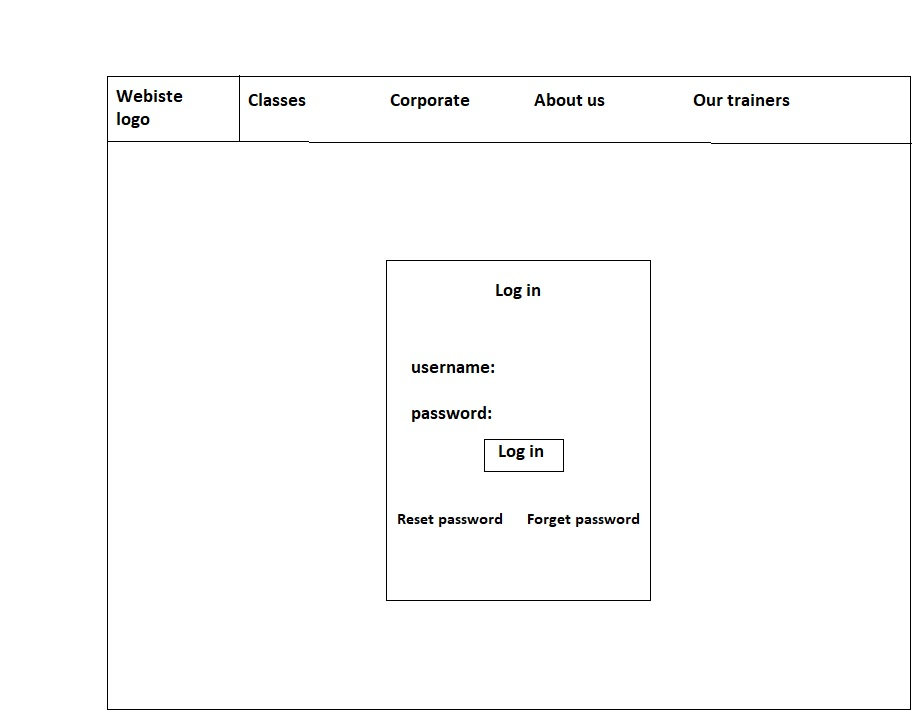 Webiste
logo
Classes
Corporate
About us
Our trainers
Log in
username:
password:
Log in
Reset password
Forget password